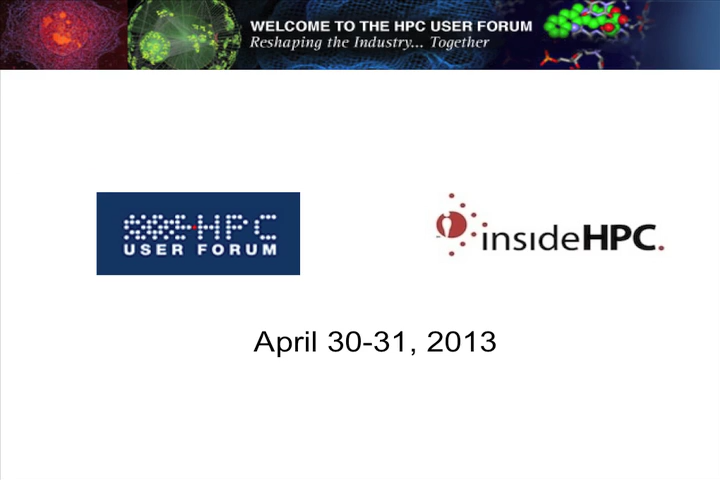 WELCOME TO THE HPC USER FORUM
Reshaping the Industry... Together
HPC
USER FORUM
insideHPC.
April 30-31, 2013